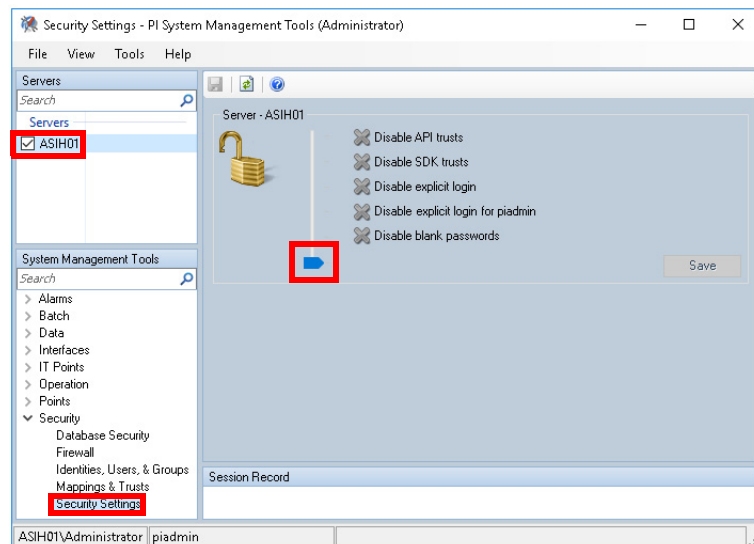 Security Settings - PI System Management Tools (Administrator)
File View Tools Help
Servers
Search
Servers
ASIH01
System Management Tools
Search
Alarms
Batch
Data
Interfaces
IT Points
Operation
Points
Security
Database Security
Firewall
Identities, Users, & Groups
Mappings & Trusts
Security Settings
Server - ASIH01
Disable API trusts
Disable SDK trusts
Disable explicit login
Disable explicit login for piadmin
Disable blank passwords
Save
Session Record
ASIH01\Administrator piadmin